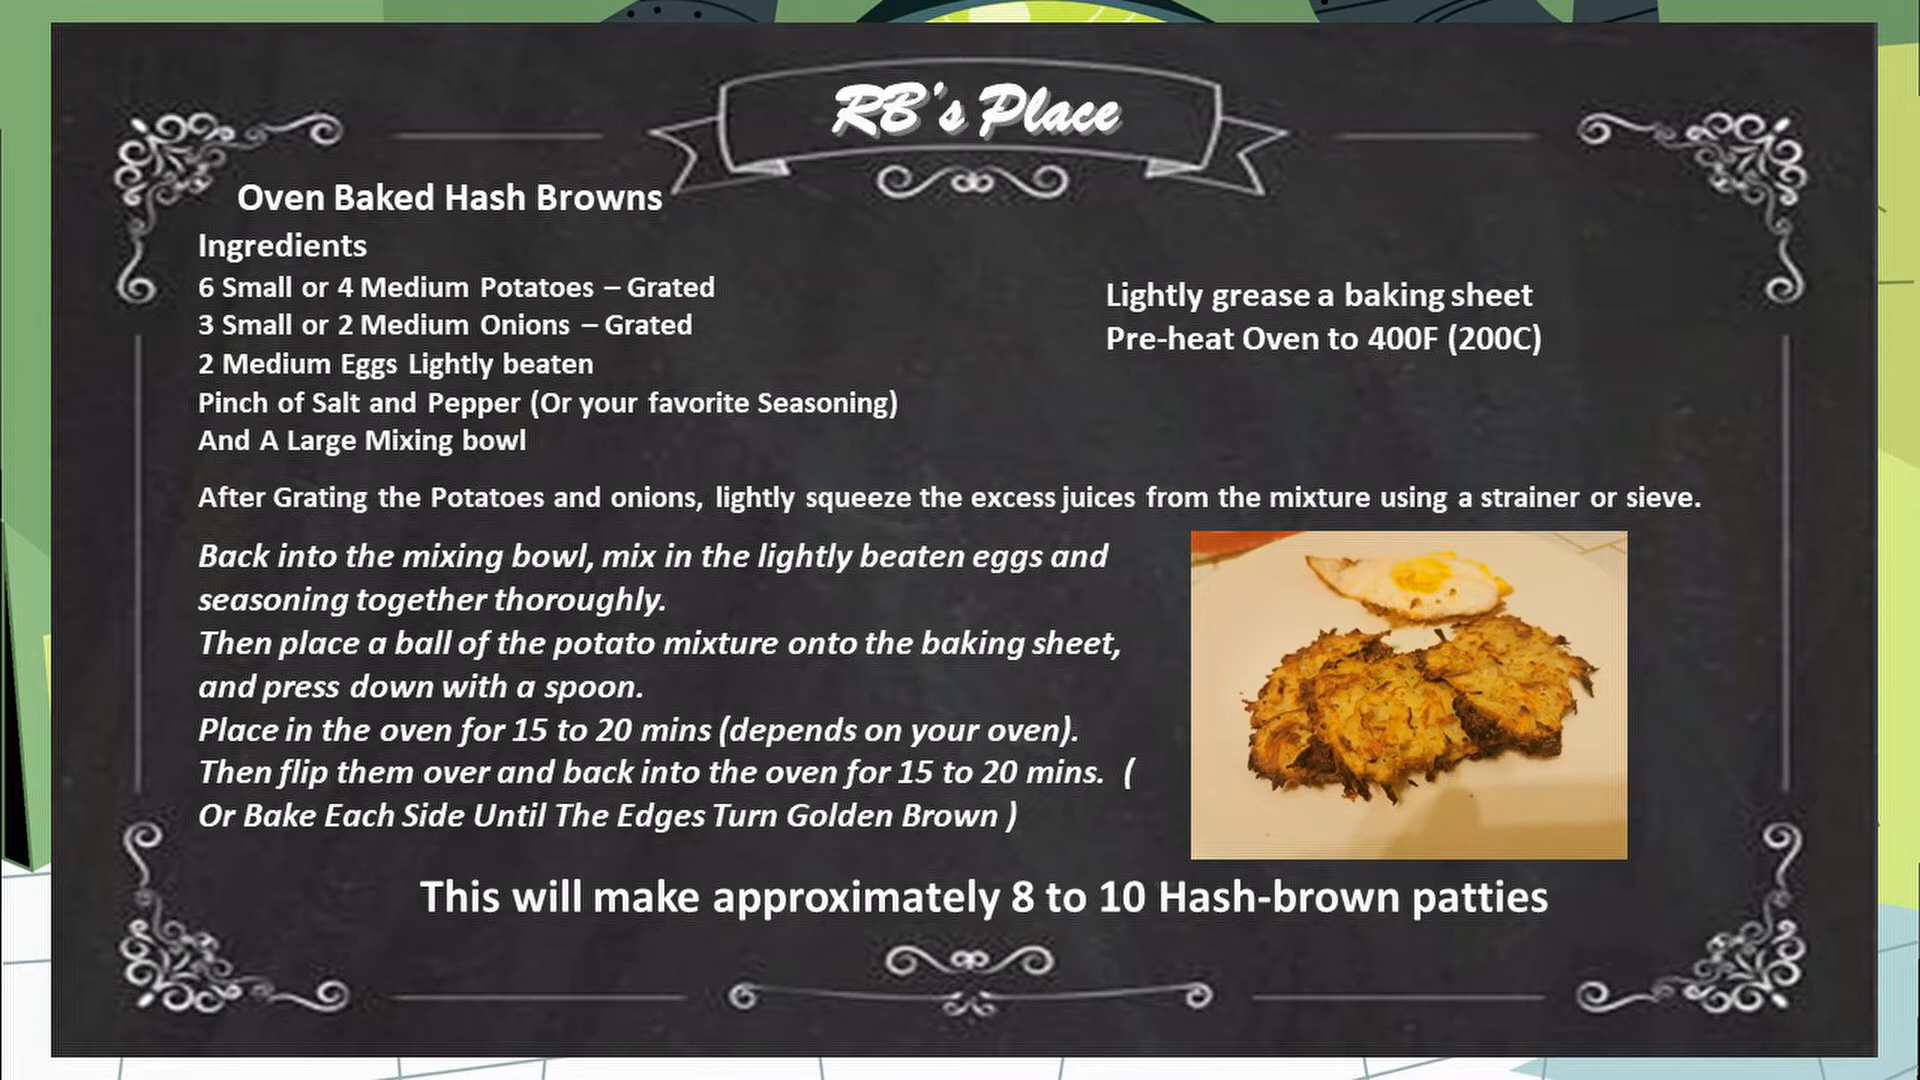 RB's Place
Oven Baked Hash Browns
Ingredients
6 Small or 4 Medium Potatoes – Grated
3 Small or 2 Medium Onions – Grated
2 Medium Eggs Lightly beaten
Pinch of Salt and Pepper (Or your favorite Seasoning)
And A Large Mixing bowl
Lightly grease a baking sheet
Pre-heat Oven to 400F (200C)
After Grating the Potatoes and onions, lightly squeeze the excess juices from the mixture using a strainer or sieve.
Back into the mixing bowl, mix in the lightly beaten eggs and
seasoning together thoroughly.
Then place a ball of the potato mixture onto the baking sheet,
and press down with a spoon.
Place in the oven for 15 to 20 mins (depends on your oven).
Then flip them over and back into the oven for 15 to 20 mins. (
Or Bake Each Side Until The Edges Turn Golden Brown )
This will make approximately 8 to 10 Hash-brown patties